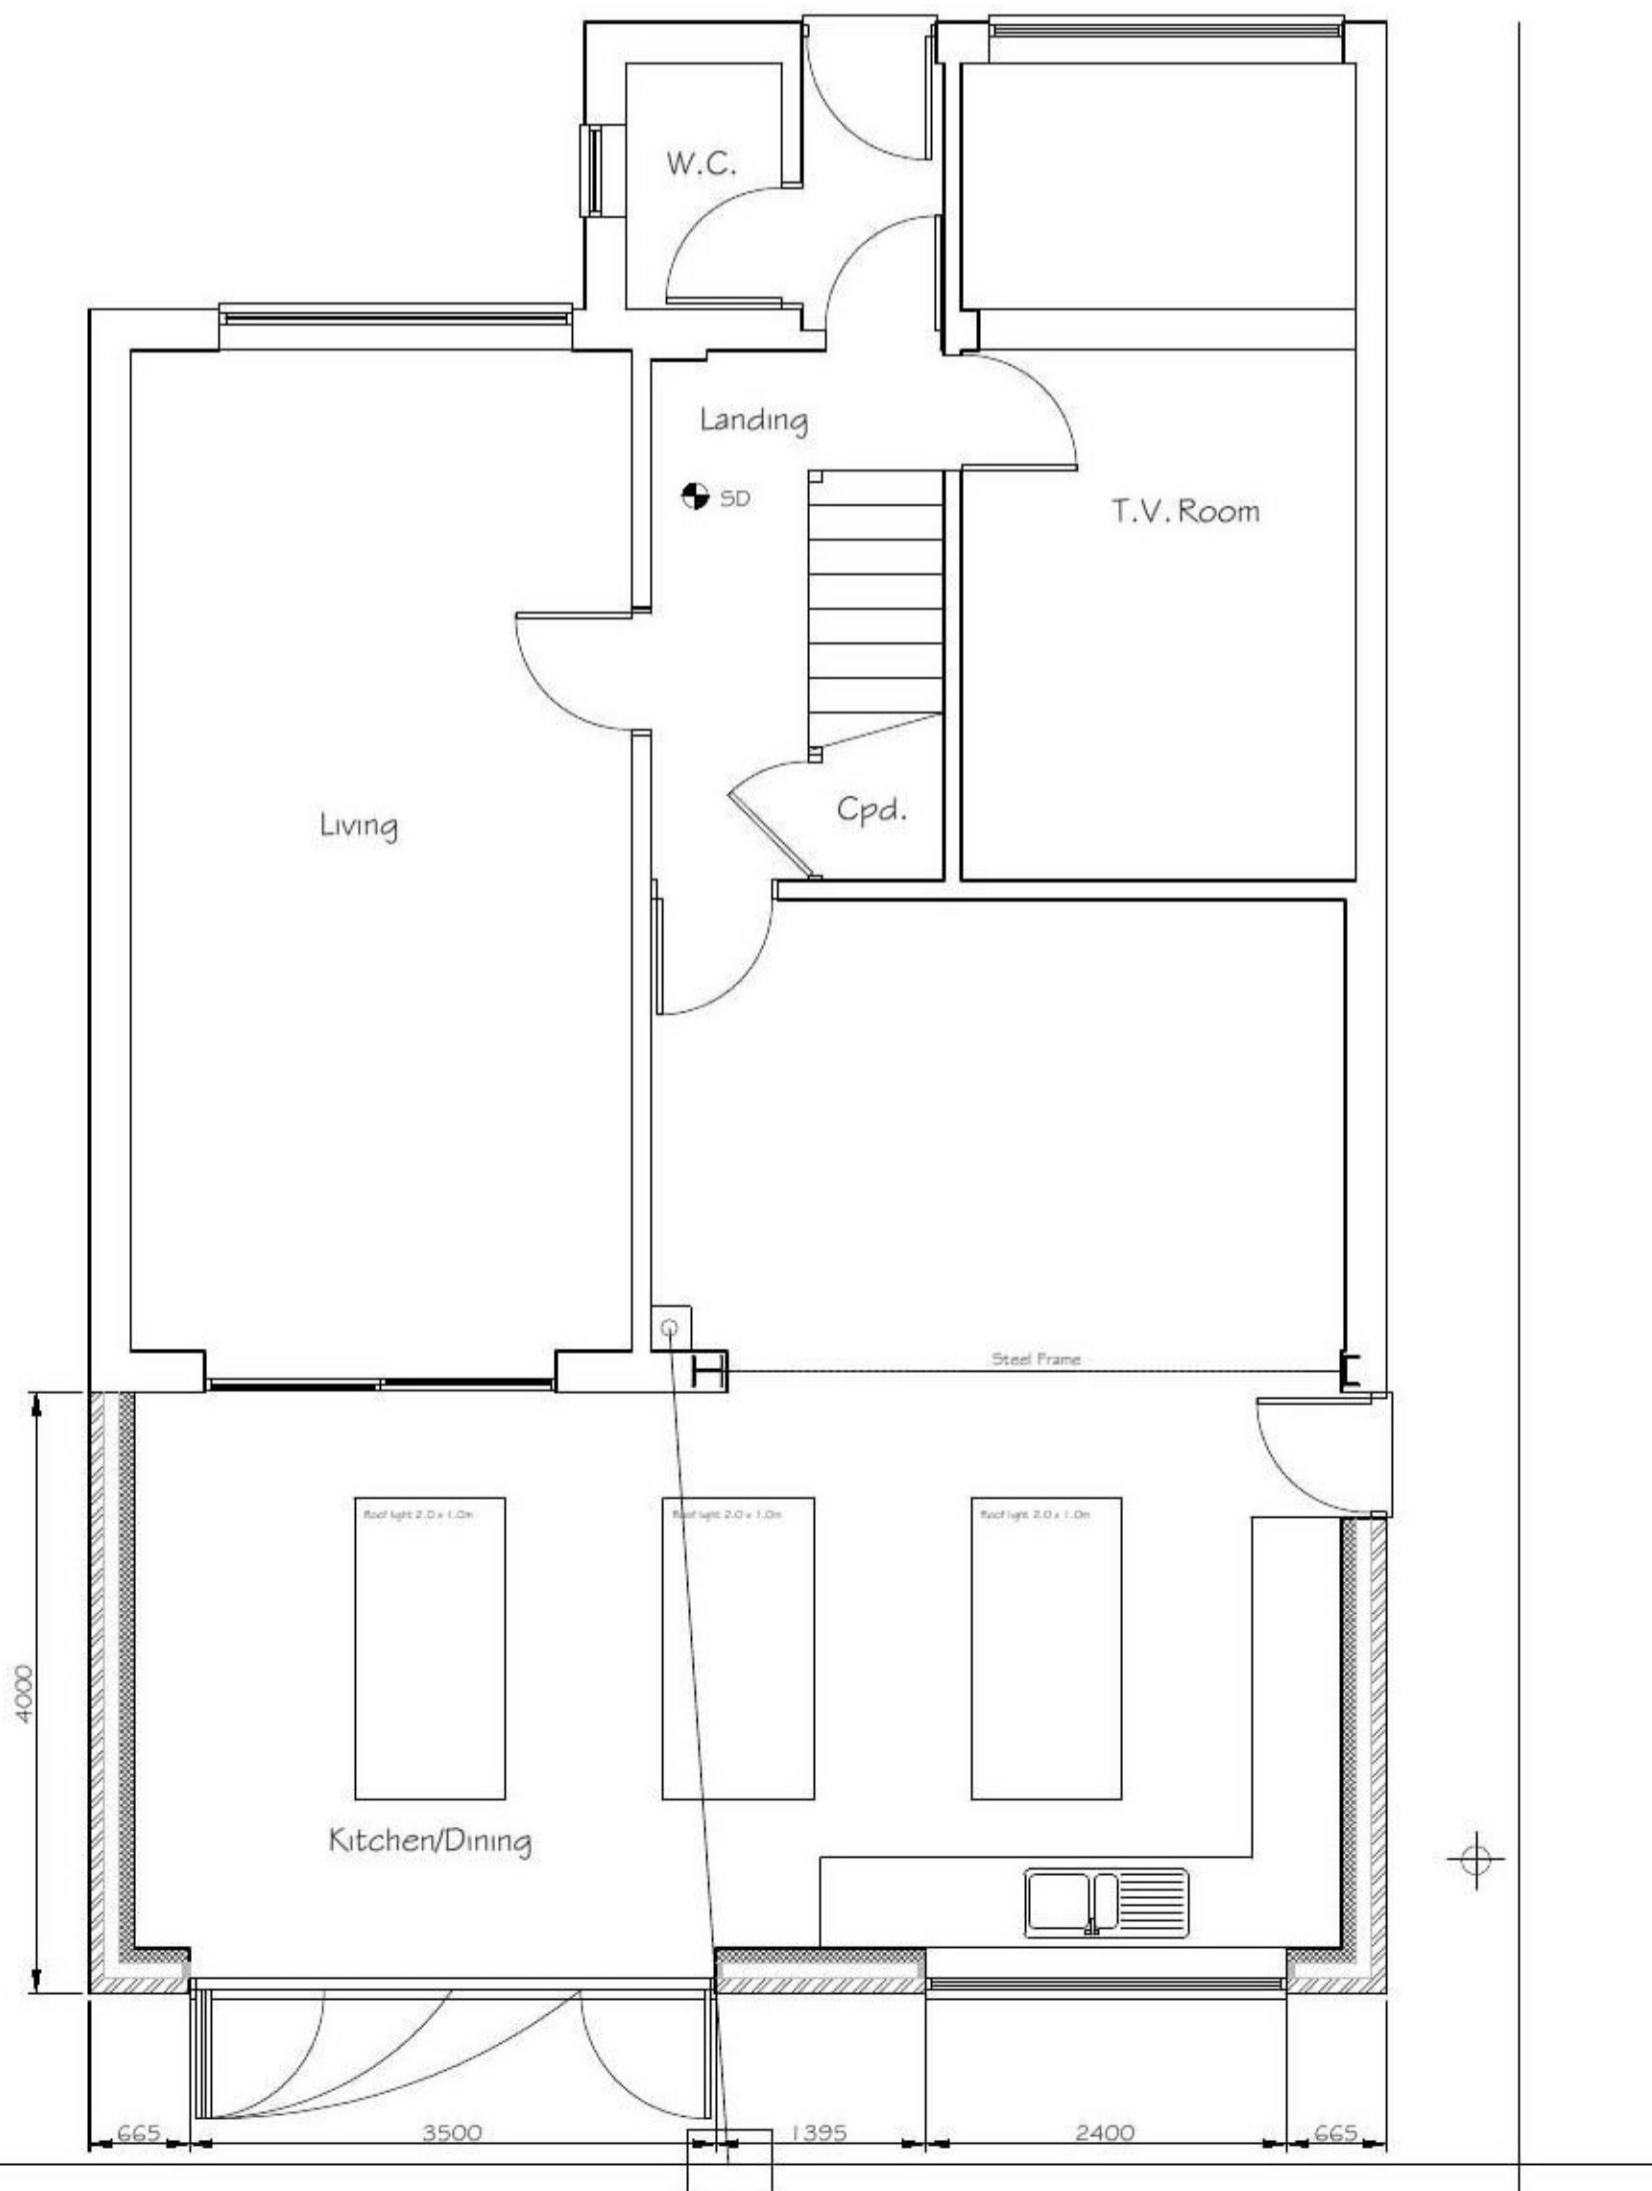 W.C.
Landing
SD
T.V. Room
Living
Cpd.
Steel Frame
Roof light 2.0 x 1.0m
Roof light 2.0 x 1.0m
Roof light 2.0 x 1.0m
4000
Kitchen/Dining
665
3500
1395
2400
665